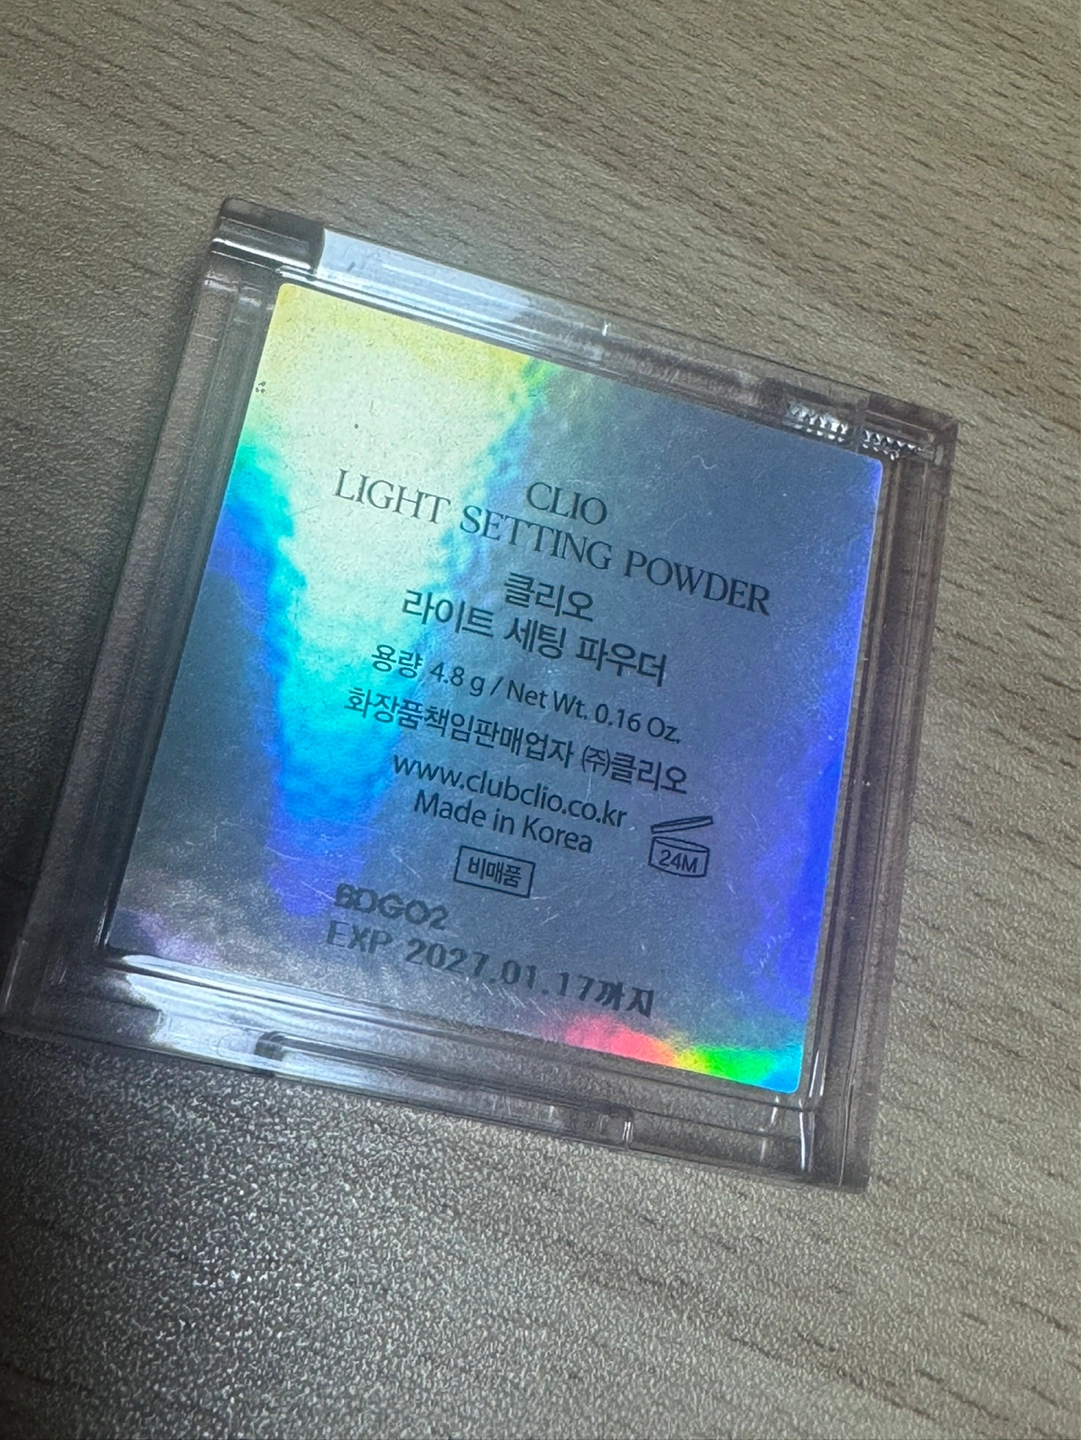 CLIO
LIGHT SETTING POWDER
클리오
라이트 세팅 파우더
용량 4.8 g / Net Wt. 0.16 Oz.
화장품책임판매업자 ㈜클리오
www.clubclio.co.kr
Made in Korea
24M
비매품
EXP 2027.01.17까지